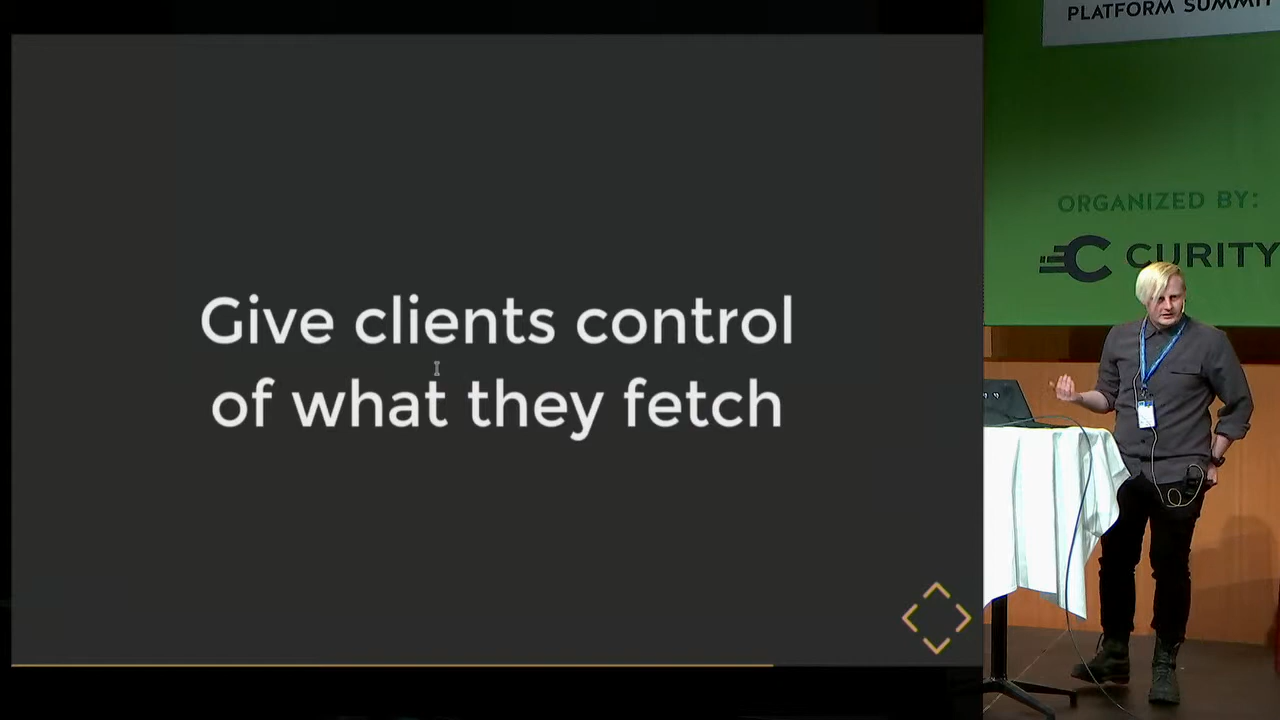 Give clients control
of what they fetch
PLATFORM SUMMIT
ORGANIZED BY:
CURITY